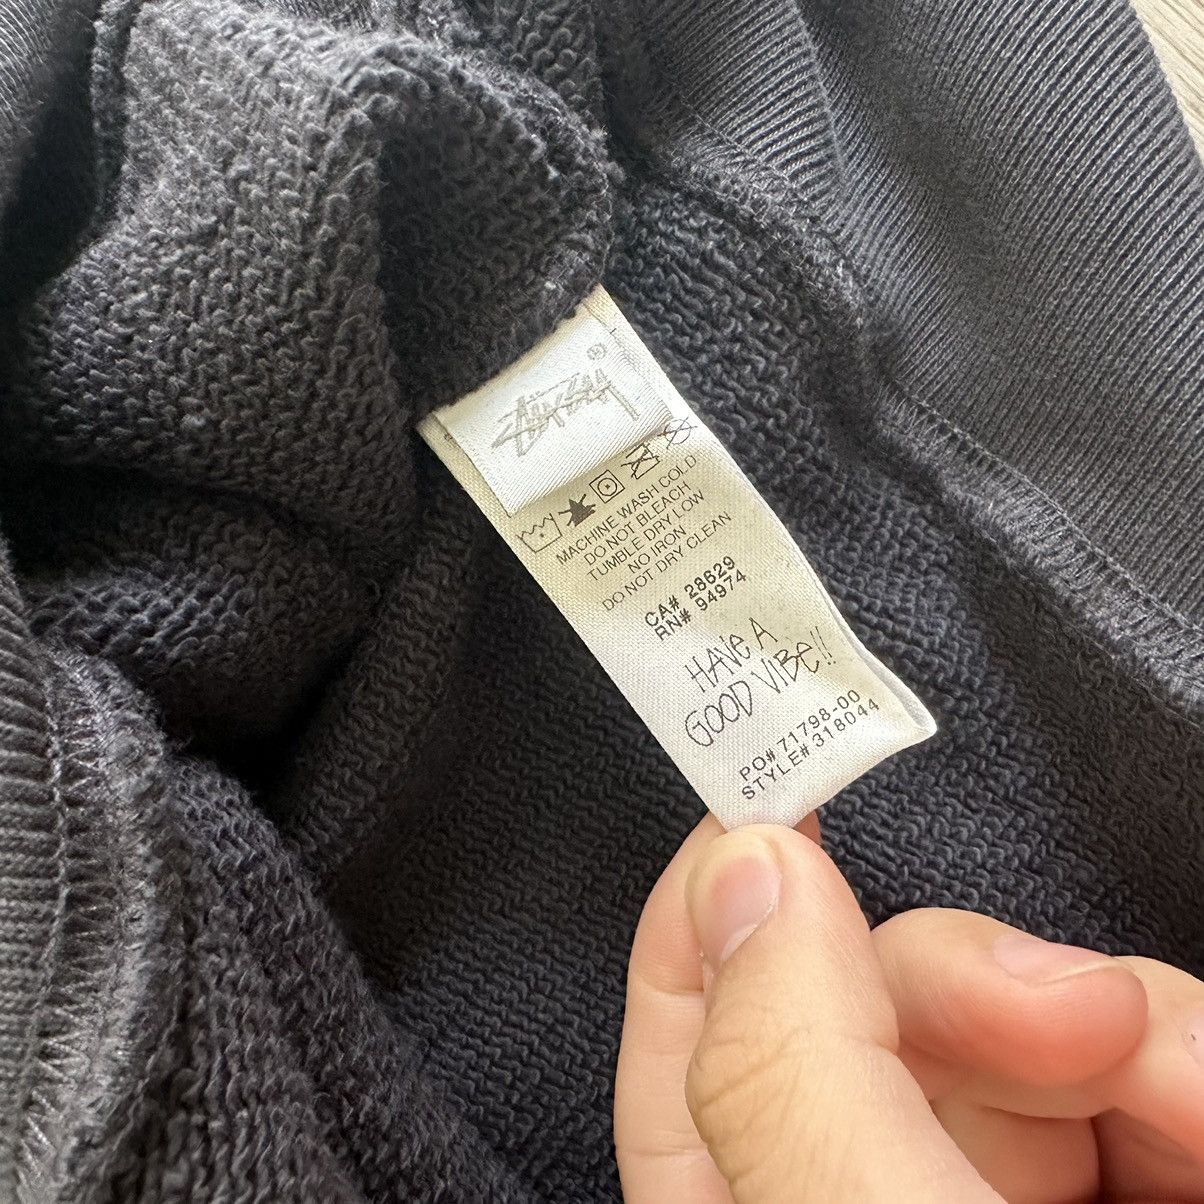 Stüssy ®
MACHINE WASH COLD
DO NOT BLEACH
TUMBLE DRY LOW
NO IRON
DO NOT DRY CLEAN
CA# 28629
RN# 94974
HAVE A
GOOD VIBE!!
PO# 71798-00
STYLE# 318044